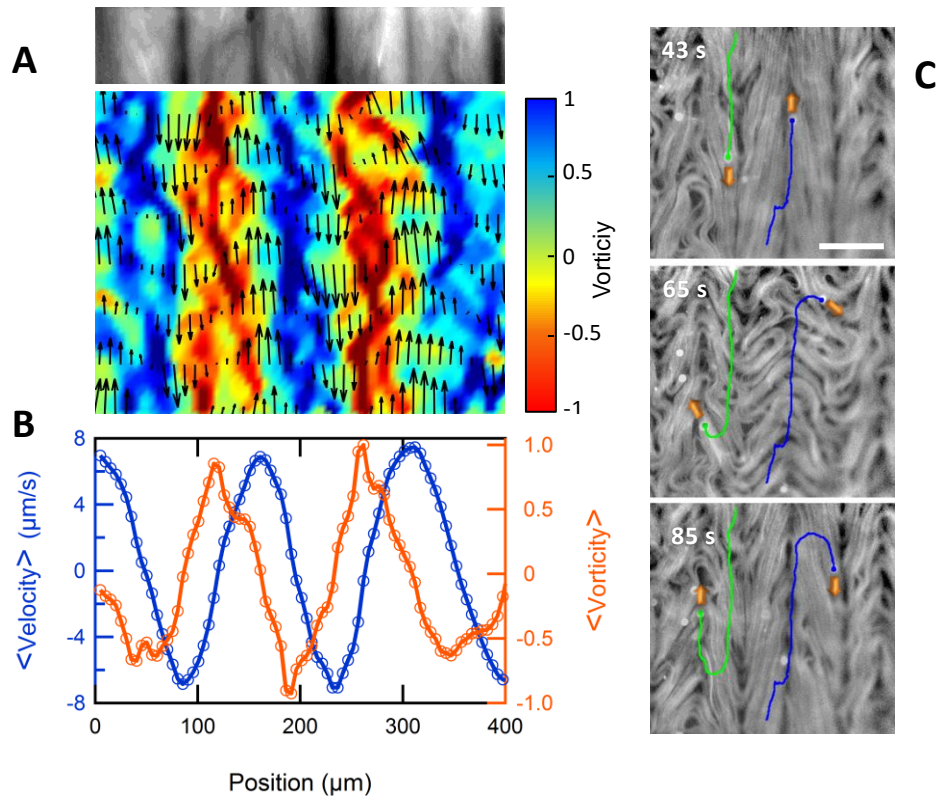 A
1
0.5
0
-0.5
-1
Vorticiy
B
8
4
0
-4
-8
<Velocity> (µm/s)
1.0
0.5
0
-0.5
-1.0
<Vorticity>
0
100
200
300
400
Position (µm)
C
43 s
65 s
85 s